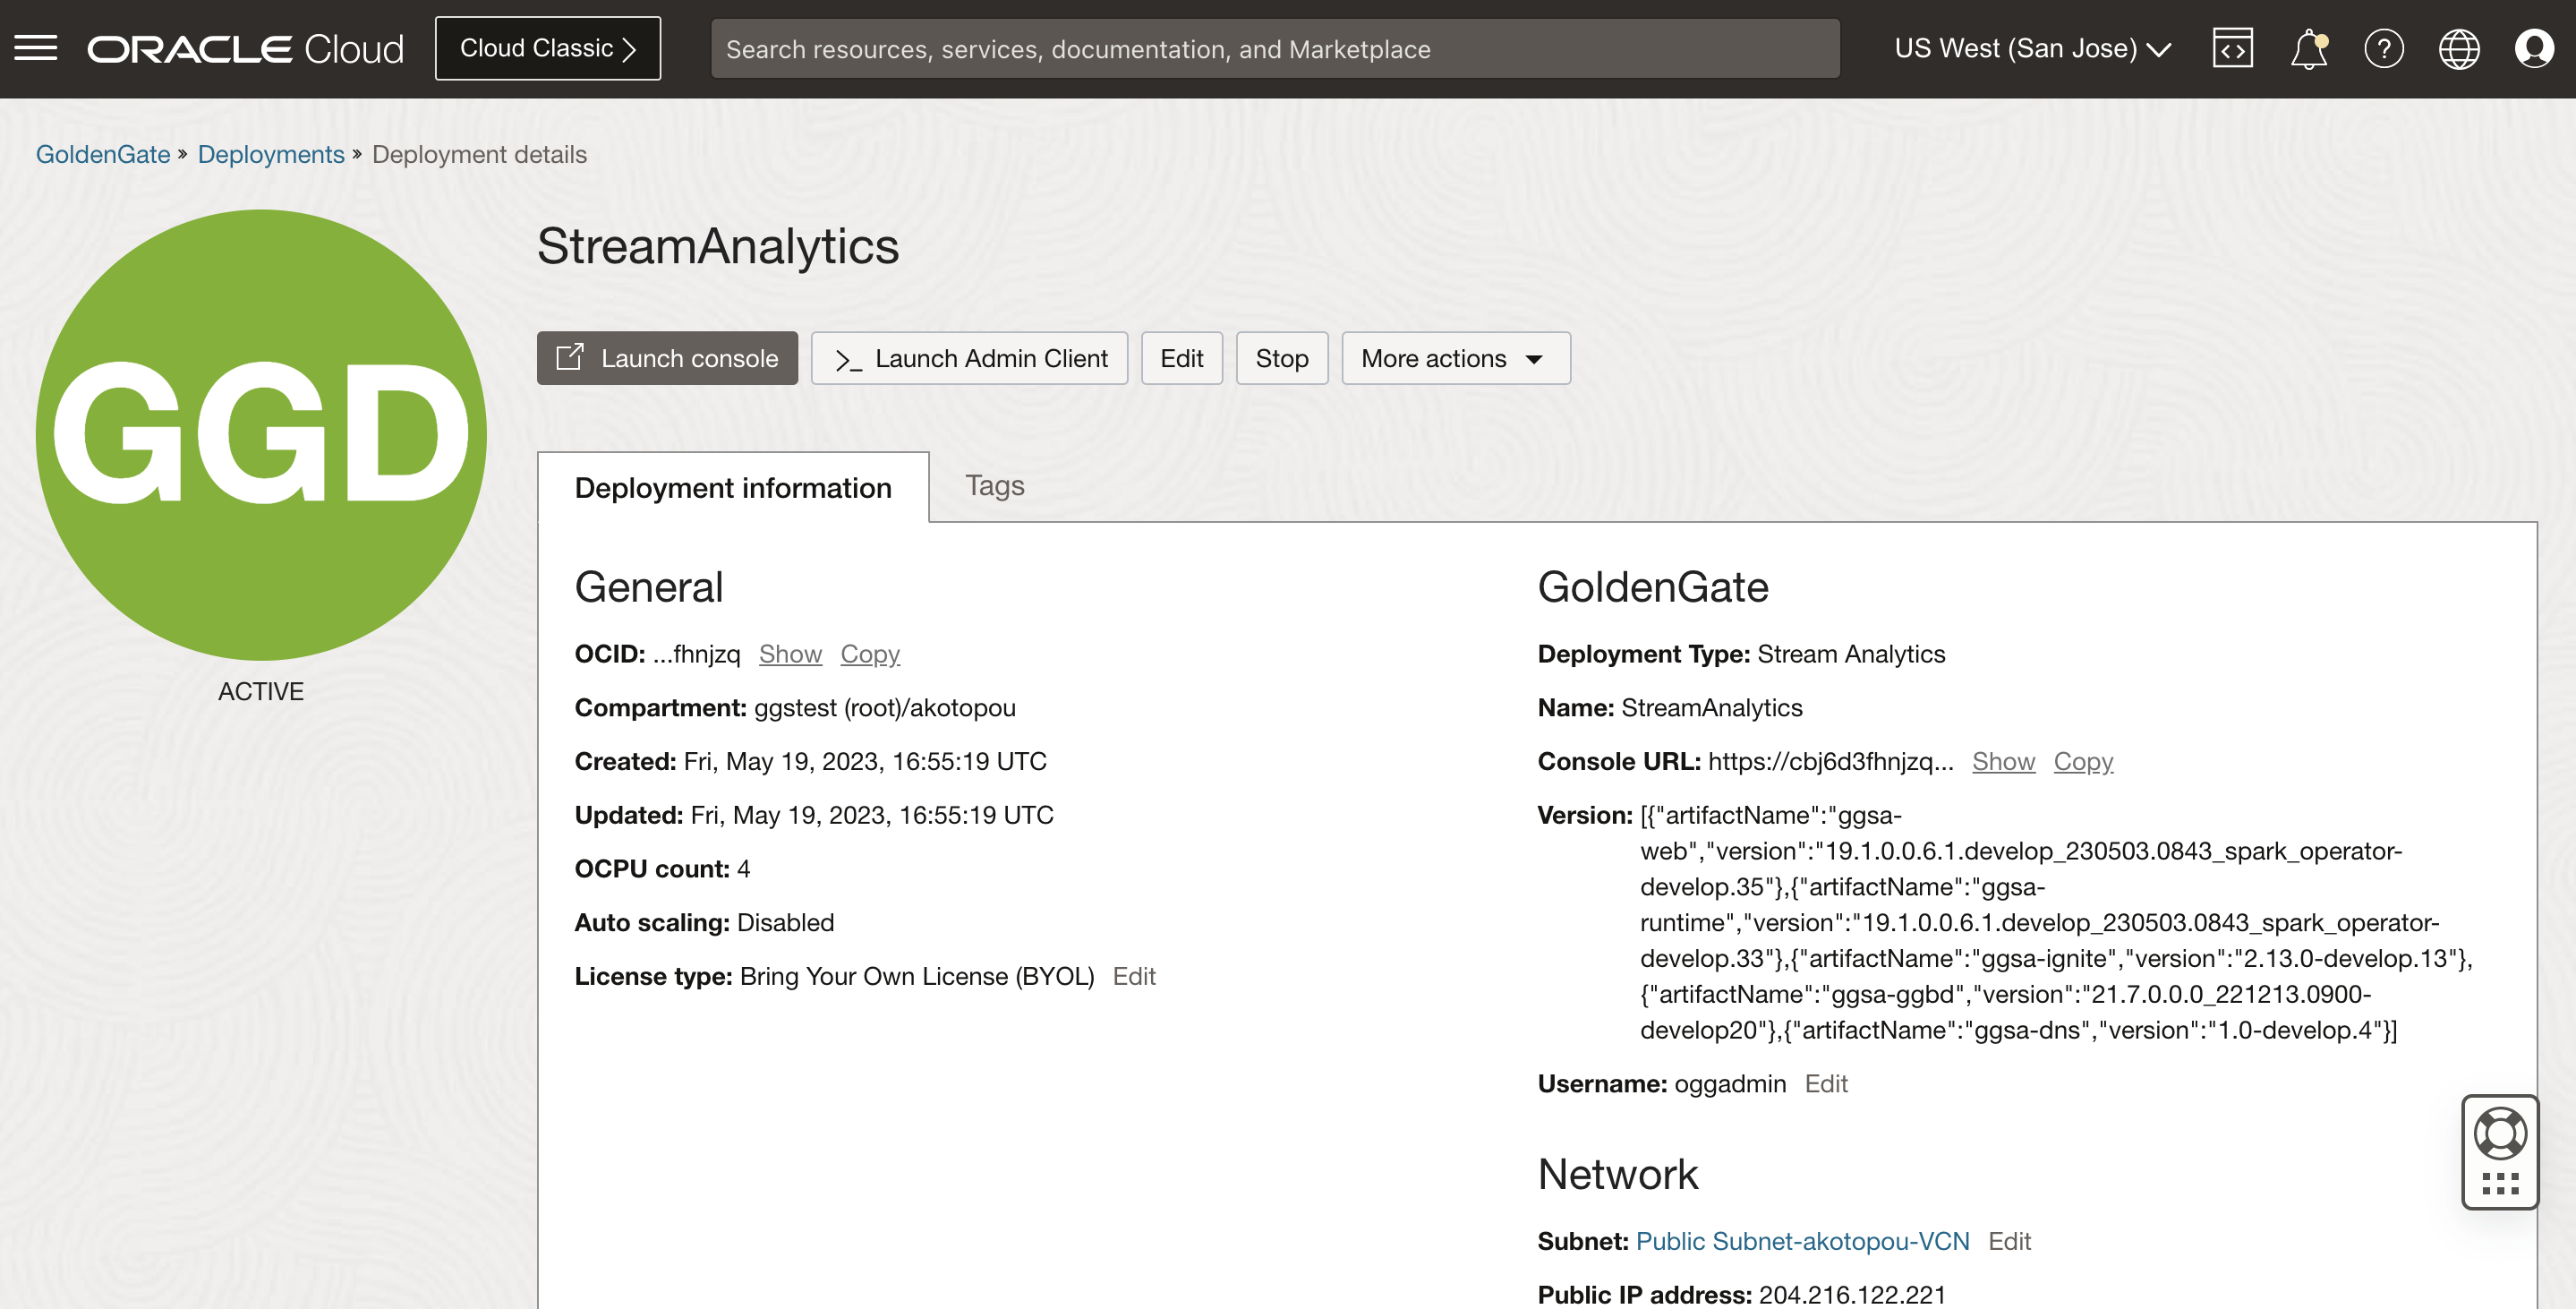 ORACLE Cloud
Cloud Classic
Search resources, services, documentation, and Marketplace
US West (San Jose)
GoldenGate » Deployments » Deployment details
GGD
ACTIVE
StreamAnalytics
Launch console
>_ Launch Admin Client
Edit
Stop
More actions
Deployment information
Tags
General
OCID: ...fhnjzq Show Copy
Compartment: ggstest (root)/akotopou
Created: Fri, May 19, 2023, 16:55:19 UTC
Updated: Fri, May 19, 2023, 16:55:19 UTC
OCPU count: 4
Auto scaling: Disabled
License type: Bring Your Own License (BYOL) Edit
GoldenGate
Deployment Type: Stream Analytics
Name: StreamAnalytics
Console URL: https://cbj6d3fhnjzq... Show Copy
Version: [{"artifactName":"ggsa-
web","version":"19.1.0.0.6.1.develop_230503.0843_spark_operator-
develop.35"},{"artifactName":"ggsa-
runtime","version":"19.1.0.0.6.1.develop_230503.0843_spark_operator-
develop.33"},{"artifactName":"ggsa-ignite","version":"2.13.0-develop.13"},
{"artifactName":"ggsa-ggbd","version":"21.7.0.0.0_221213.0900-
develop20"},{"artifactName":"ggsa-dns","version":"1.0-develop.4"}]
Username: oggadmin Edit
Network
Subnet: Public Subnet-akotopou-VCN Edit
Public IP address: 204.216.122.221